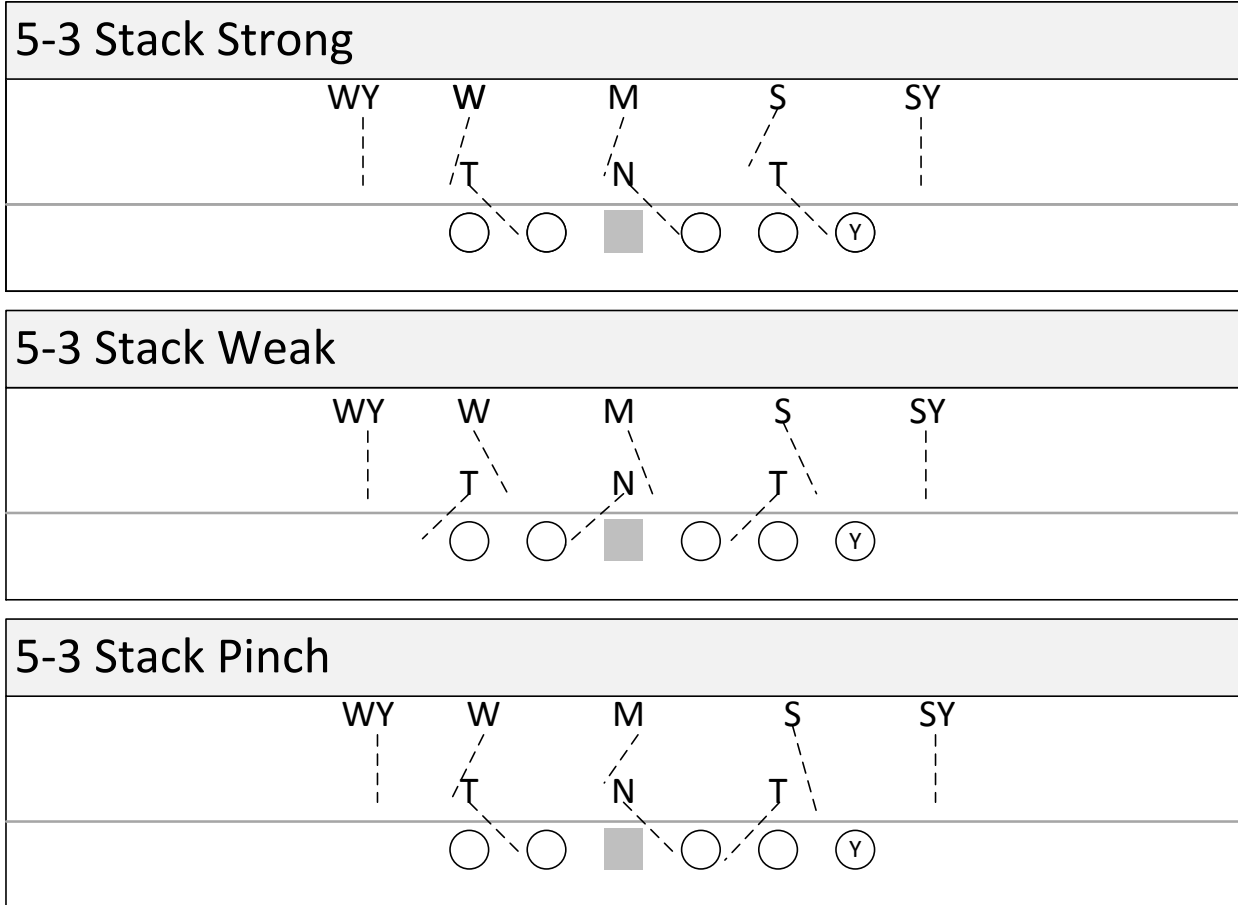 5-3 Stack Strong
WY W M S SY
T N T
Y
5-3 Stack Weak
WY W M S SY
T N T
Y
5-3 Stack Pinch
WY W M S SY
T N T
Y